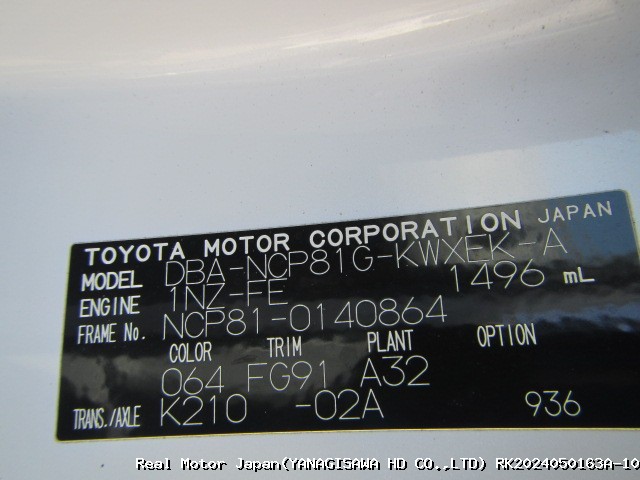 TOYOTA MOTOR CORPORATION JAPAN
MODEL DBA-NCP81G-KWXEK-A
ENGINE 1NZ-FE 1496 mL
FRAME No. NCP81-0140864
COLOR TRIM PLANT OPTION
064 FG91 A32
TRANS./AXLE K210 -02A 936
Real Motor Japan(YANAGISAWA HD CO.,LTD) RK2024050163A-10